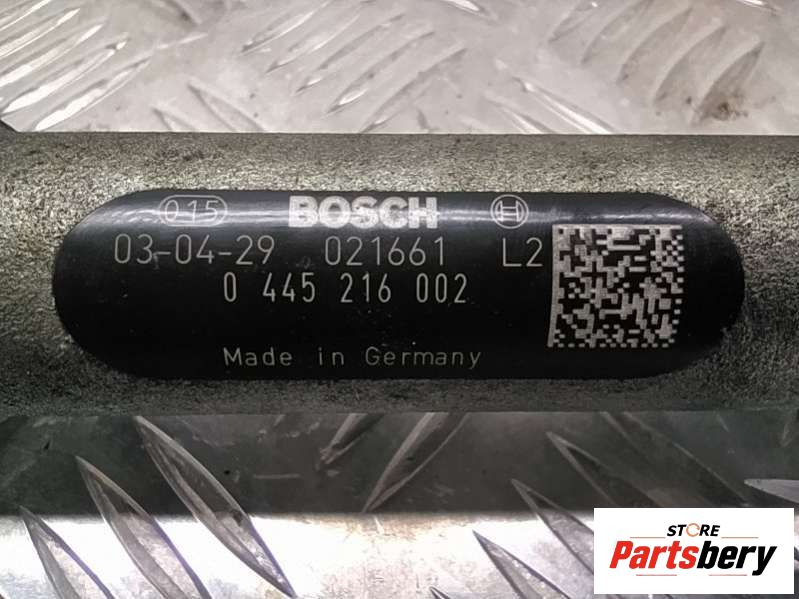 015 BOSCH
03-04-29 021661 L2
0 445 216 002
Made in Germany
STORE
Partsbery